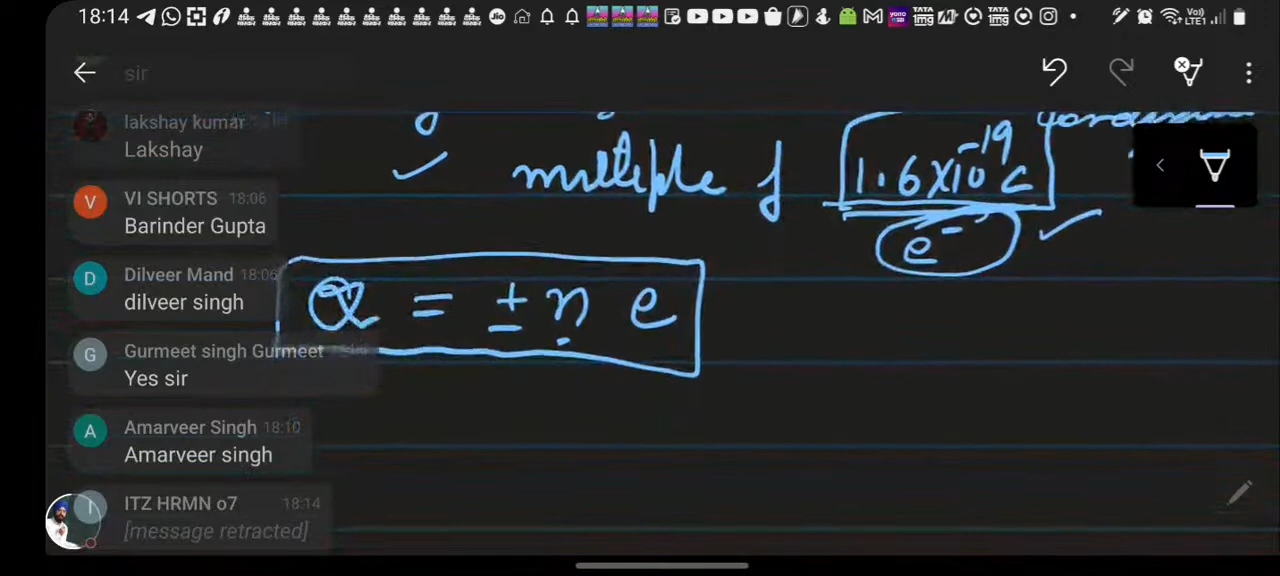 18:14
sir
lakshay kumar
Lakshay
VI SHORTS 18:06
Barinder Gupta
Dilveer Mand 18:06
dilveer singh
Gurmeet singh Gurmeet
Yes sir
Amarveer Singh 18:10
Amarveer singh
ITZ HRMN o7 18:14
[message retracted]
multiple of 1.6x10⁻¹⁹ C
e⁻
Q = ± n e